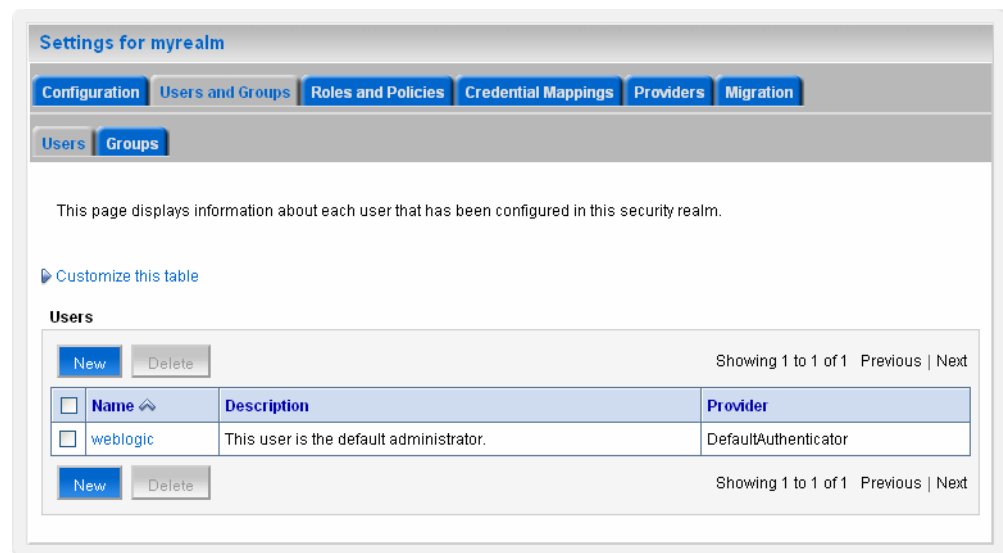 Settings for myrealm
Configuration Users and Groups Roles and Policies Credential Mappings Providers Migration
Users Groups
This page displays information about each user that has been configured in this security realm.
Customize this table
Users
New Delete Showing 1 to 1 of 1 Previous | Next
Name Description Provider
weblogic This user is the default administrator. DefaultAuthenticator
New Delete Showing 1 to 1 of 1 Previous | Next